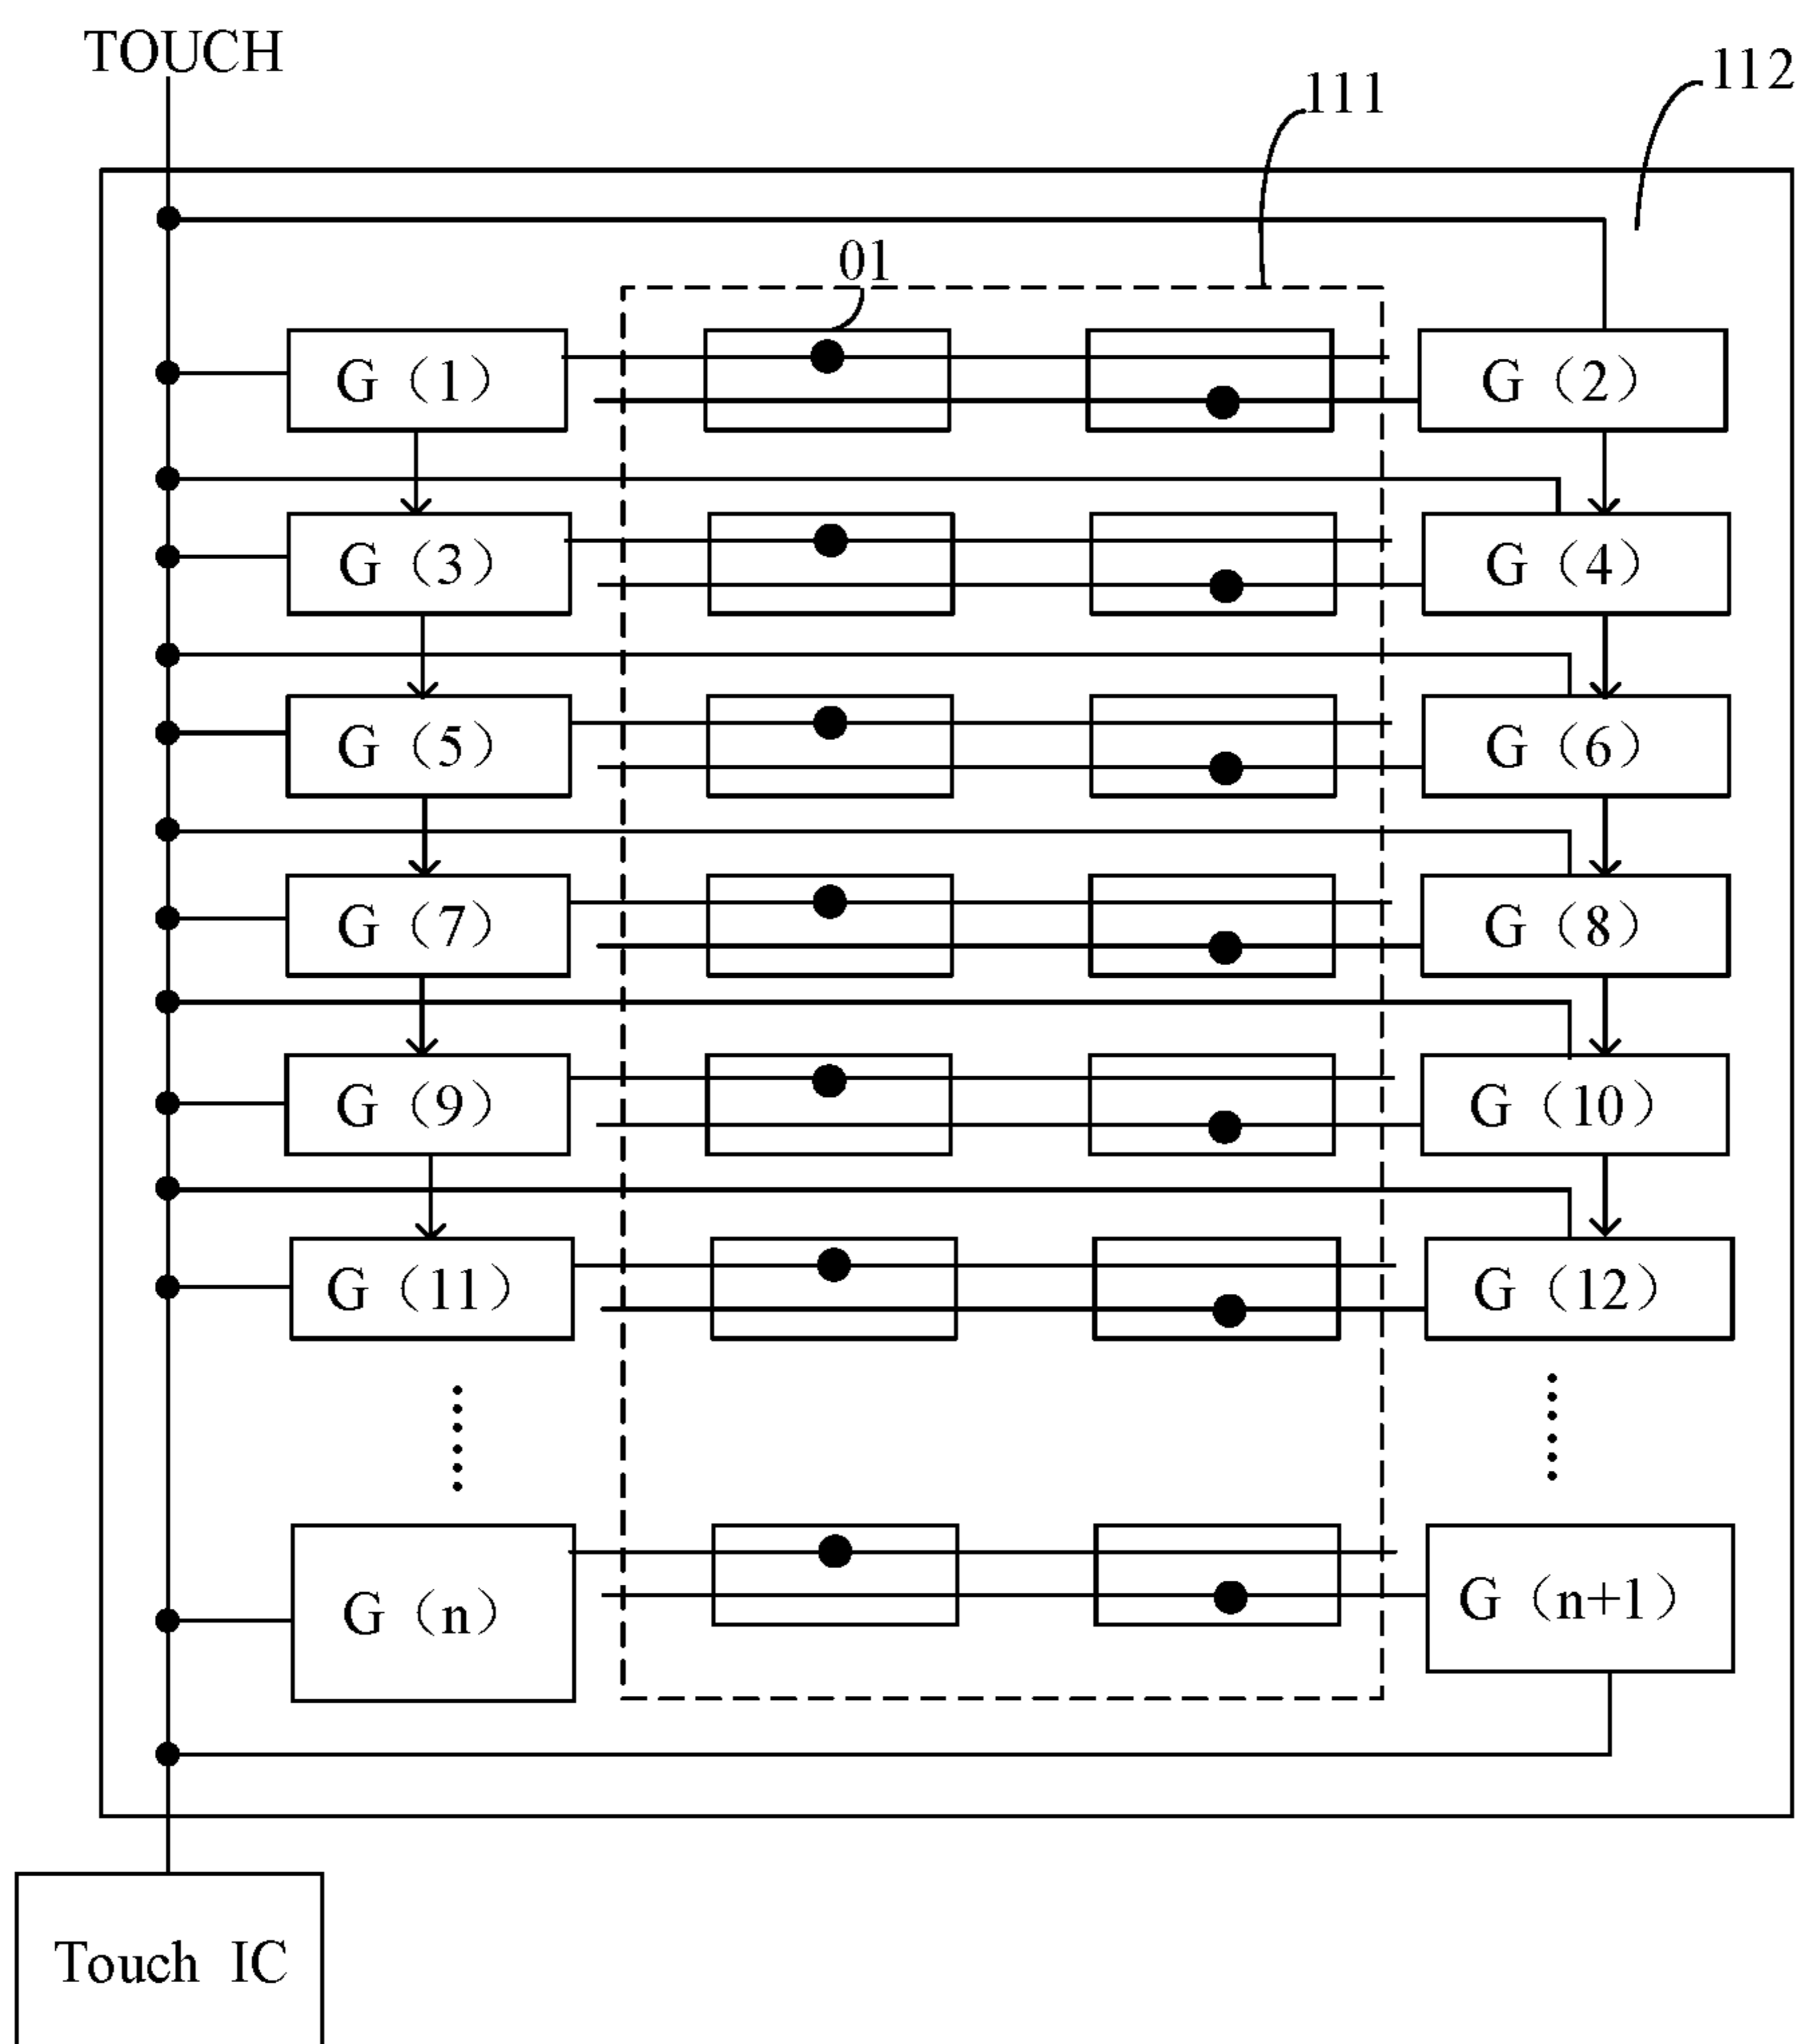 TOUCH
112
111
01
G（1） G（2）
G（3） G（4）
G（5） G（6）
G（7） G（8）
G（9） G（10）
G（11） G（12）
G（n） G（n+1）
Touch IC